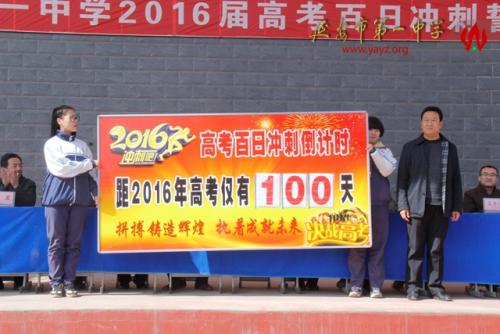 一中学2016届高考百日冲刺誓
延安市第一中学
www.yayz.org
2016
冲刺吧
高考百日冲刺倒计时
距2016年高考仅有100天
拼搏铸造辉煌 执着成就未来
决战高考